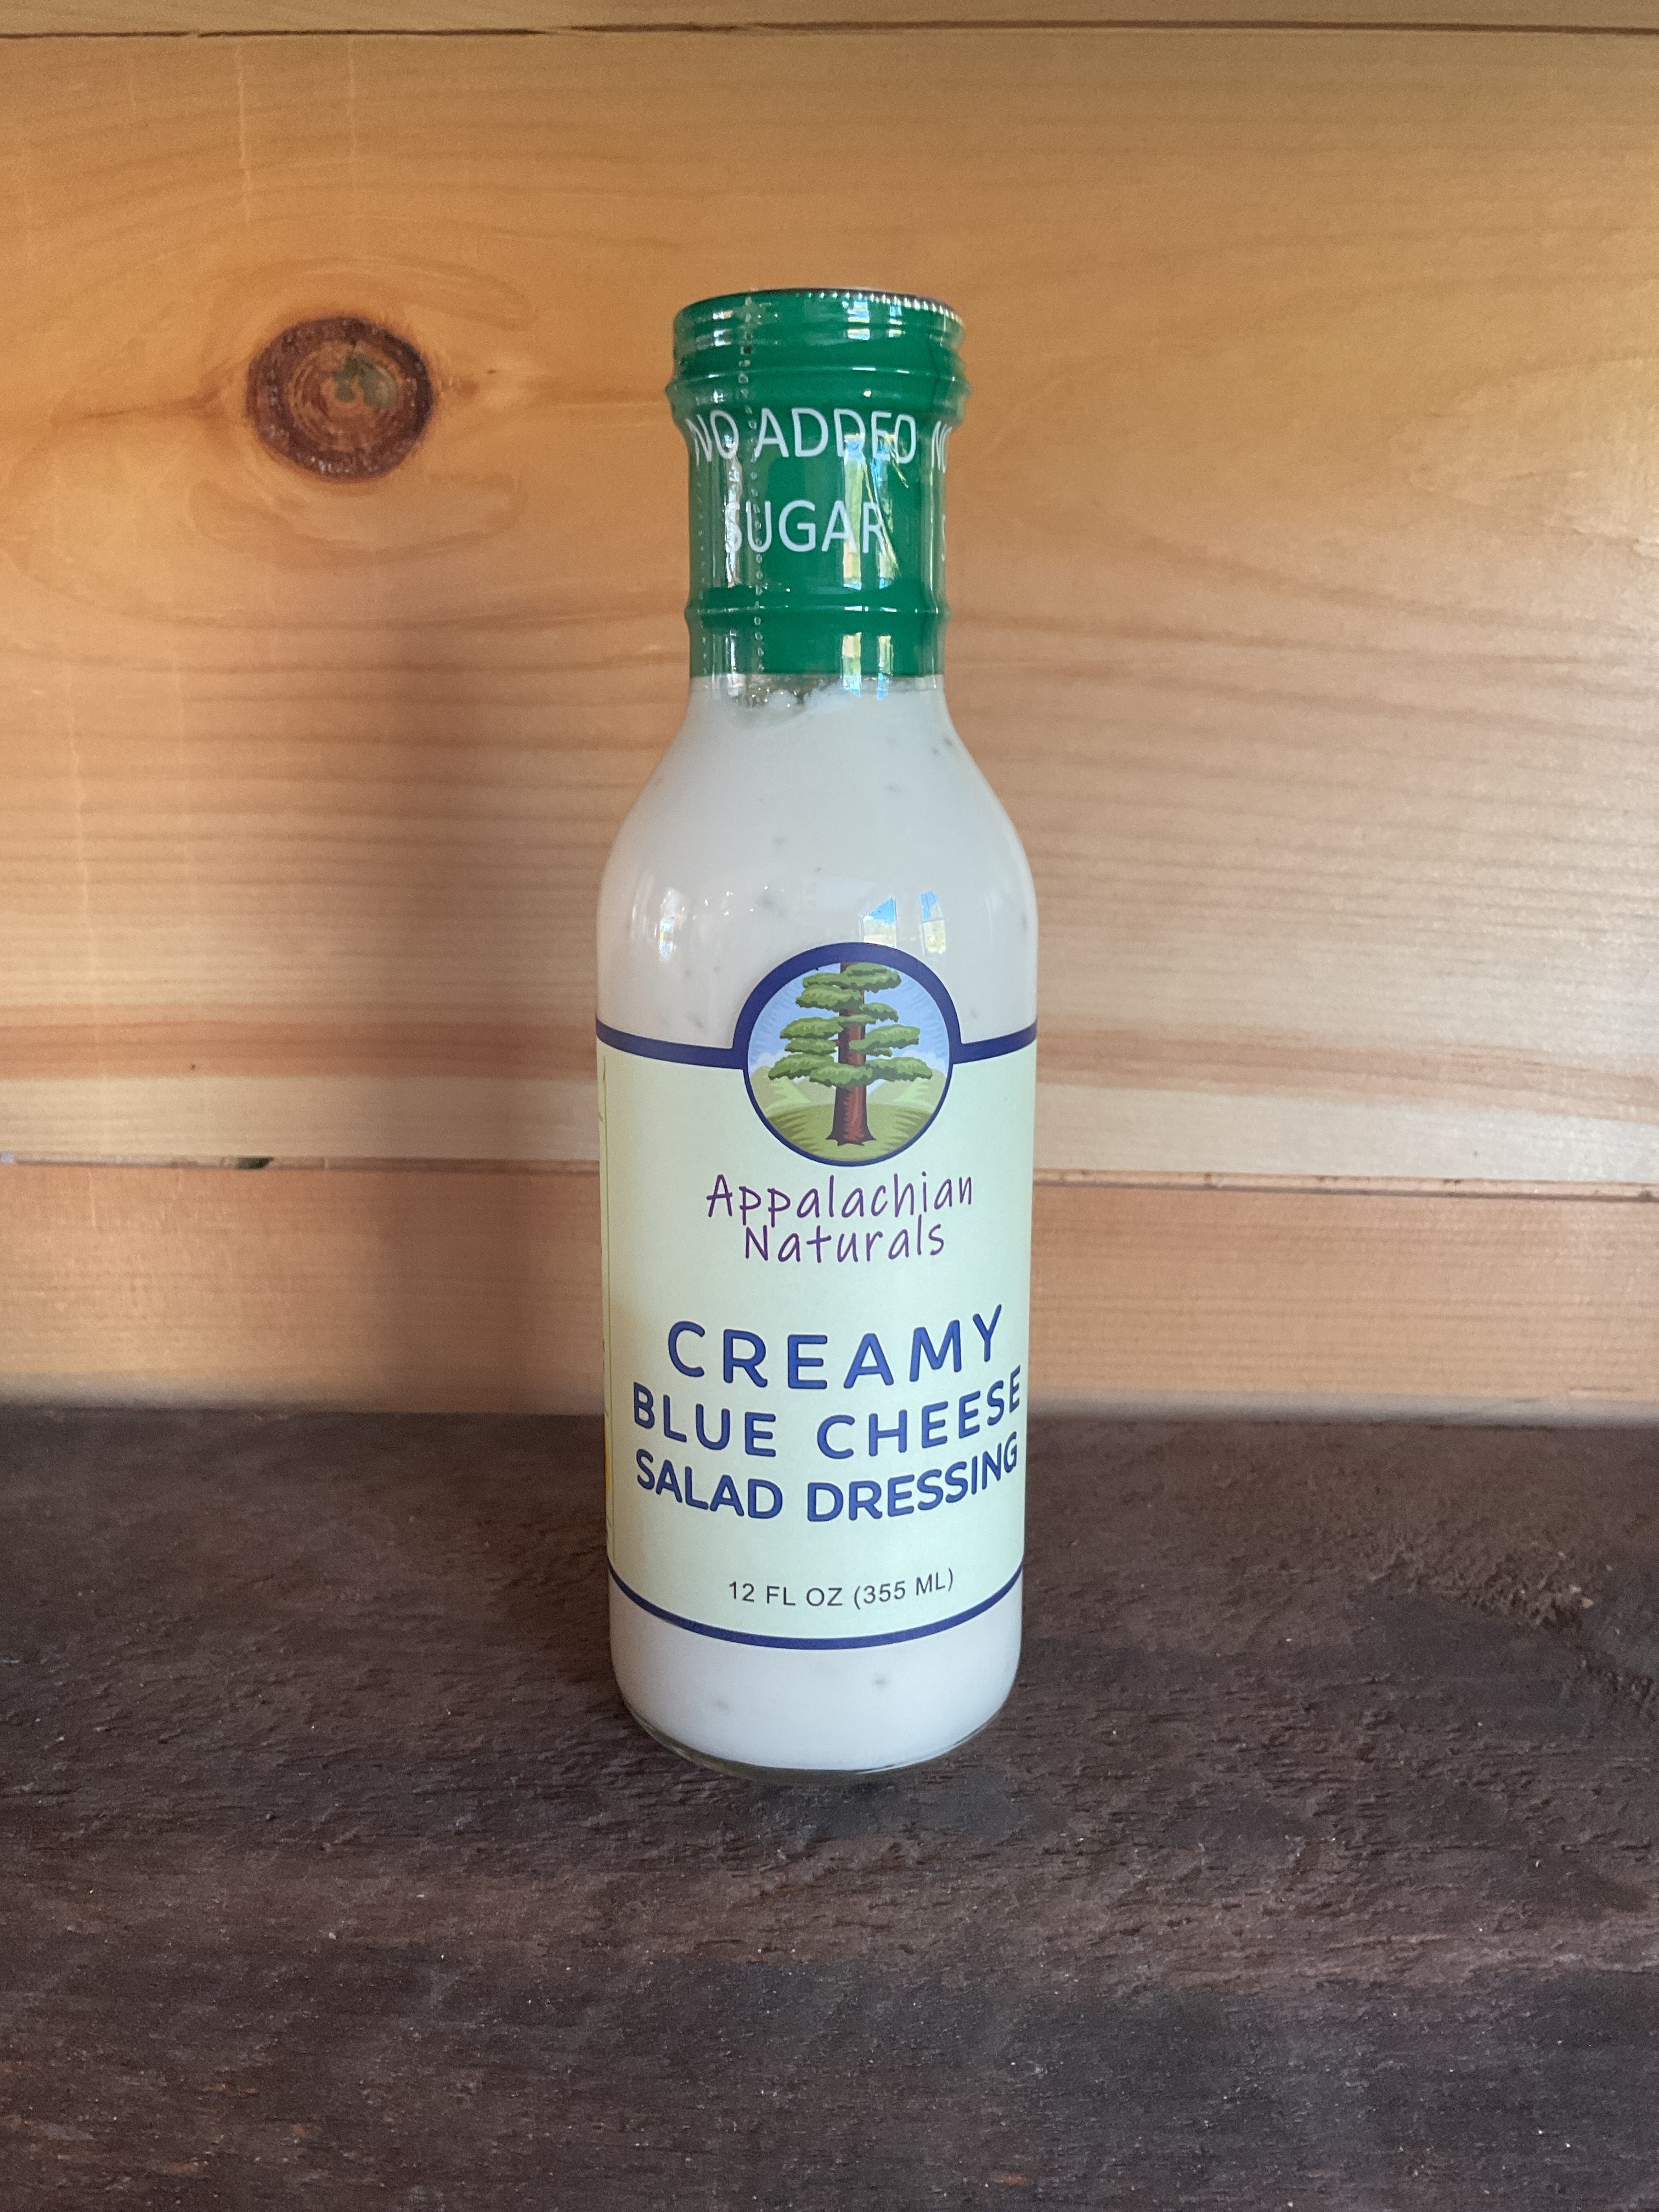 NO ADDED
SUGAR
Appalachian
Naturals
CREAMY
BLUE CHEESE
SALAD DRESSING
12 FL OZ (355 ML)